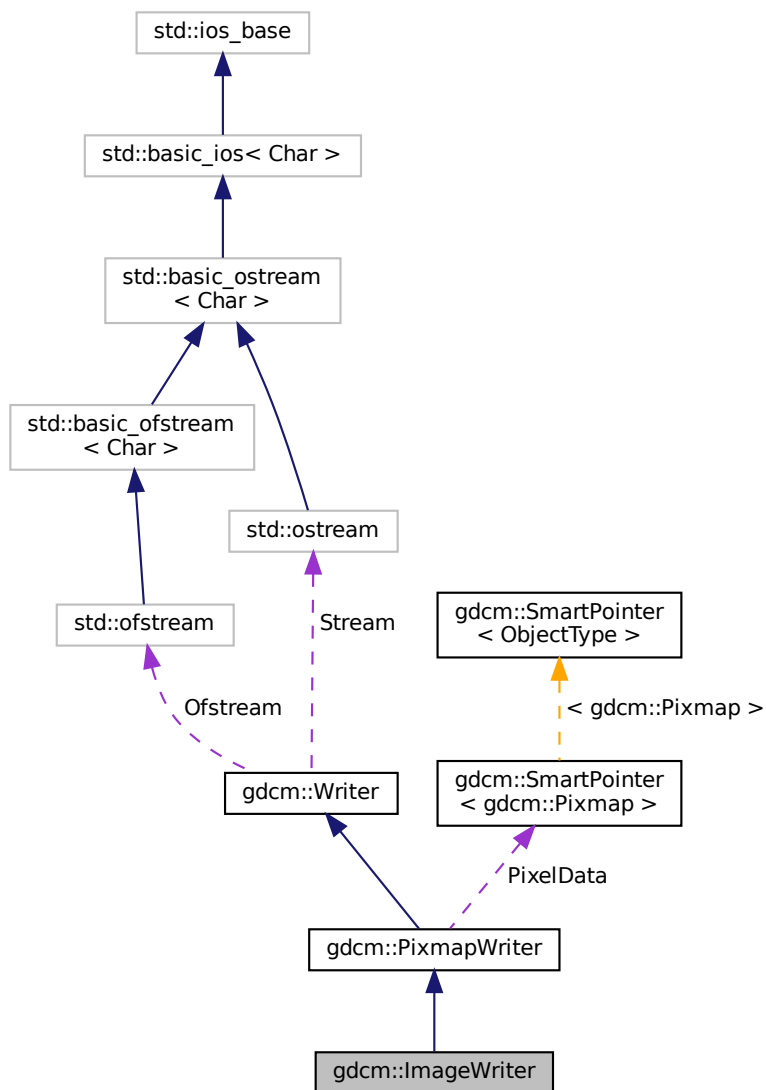 std::ios_base
std::basic_ios< Char >
std::basic_ostream
< Char >
std::basic_ofstream
< Char >
std::ostream
std::ofstream
Stream
gdcm::SmartPointer
< ObjectType >
Ofstream
< gdcm::Pixmap >
gdcm::Writer
gdcm::SmartPointer
< gdcm::Pixmap >
PixelData
gdcm::PixmapWriter
gdcm::ImageWriter